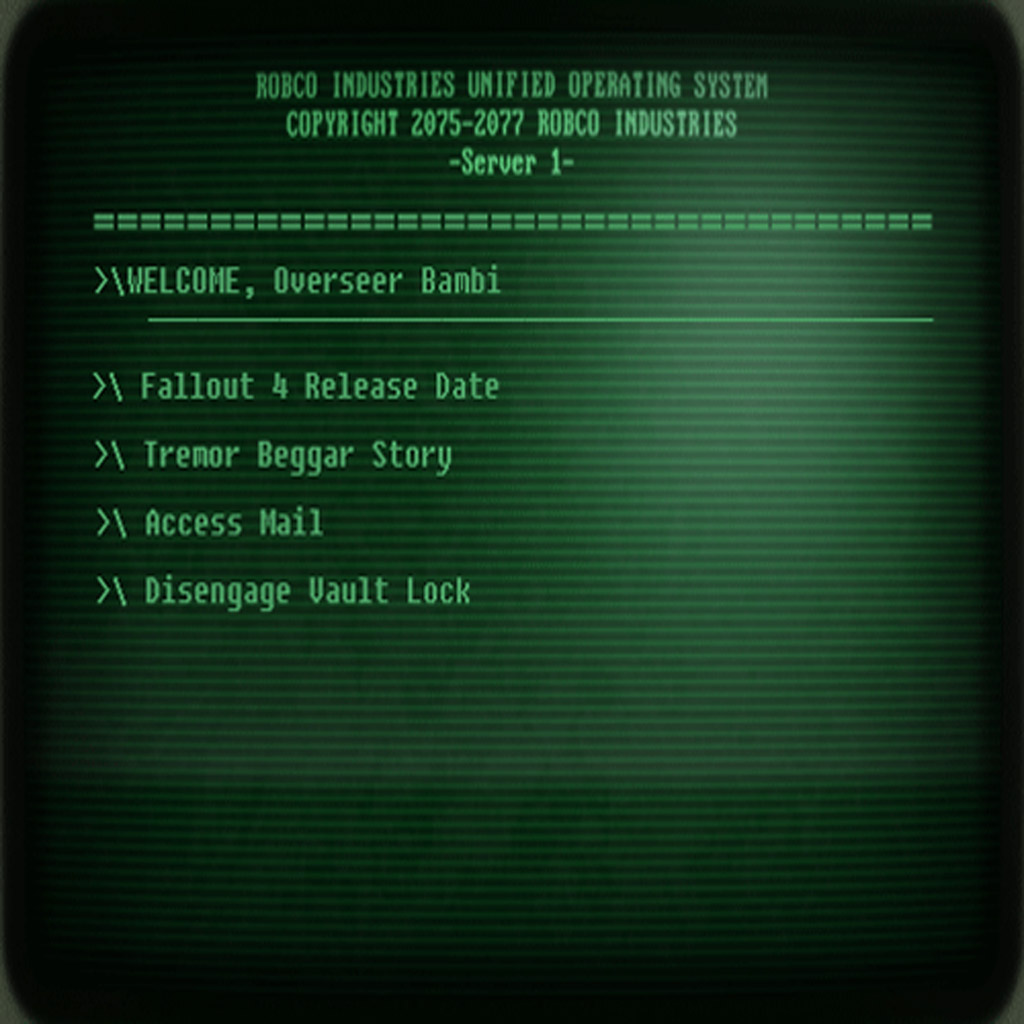 ROBCO INDUSTRIES UNIFIED OPERATING SYSTEM
COPYRIGHT 2075-2077 ROBCO INDUSTRIES
-Server 1-
====================================
>\WELCOME, Overseer Bambi
>\ Fallout 4 Release Date
>\ Tremor Beggar Story
>\ Access Mail
>\ Disengage Vault Lock